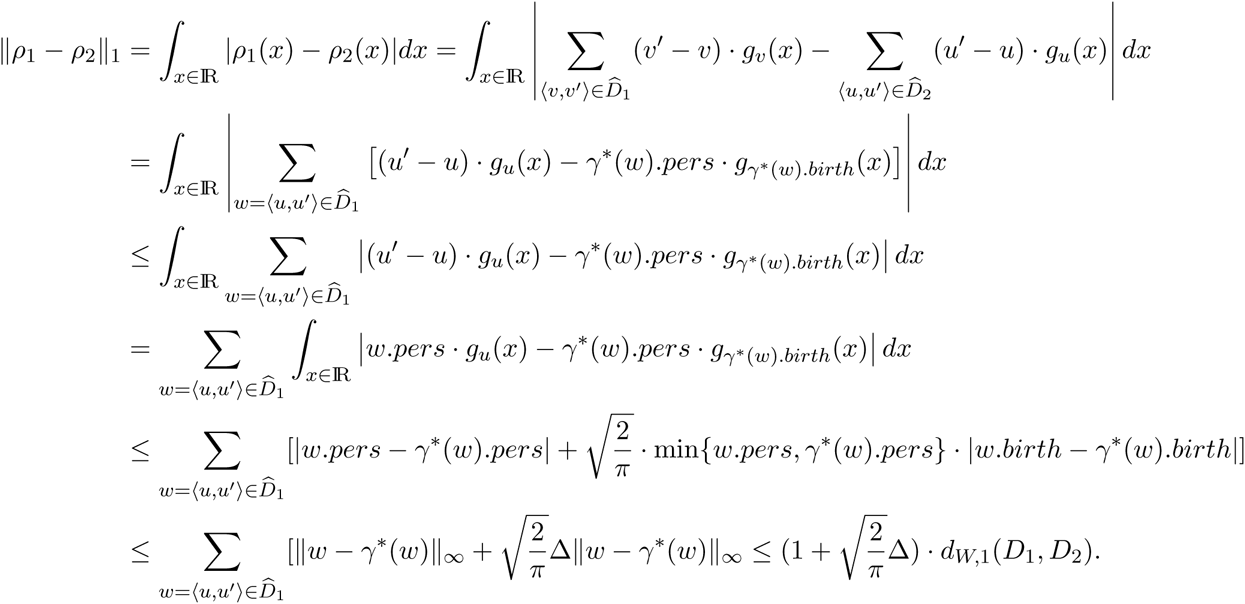 $\|\rho_1 - \rho_2\|_1 = \int_{x\in\mathbb{R}} |\rho_1(x) - \rho_2(x)| dx = \int_{x\in\mathbb{R}} \left| \sum_{\langle v,v'\rangle\in\widehat{D}_1} (v' - v) \cdot g_v(x) - \sum_{\langle u,u'\rangle\in\widehat{D}_2} (u' - u) \cdot g_u(x) \right| dx$
$= \int_{x\in\mathbb{R}} \left| \sum_{w=\langle u,u'\rangle\in\widehat{D}_1} \left[ (u' - u) \cdot g_u(x) - \gamma^*(w).pers \cdot g_{\gamma^*(w).birth}(x) \right] \right| dx$
$\leq \int_{x\in\mathbb{R}} \sum_{w=\langle u,u'\rangle\in\widehat{D}_1} \left| (u' - u) \cdot g_u(x) - \gamma^*(w).pers \cdot g_{\gamma^*(w).birth}(x) \right| dx$
$= \sum_{w=\langle u,u'\rangle\in\widehat{D}_1} \int_{x\in\mathbb{R}} \left| w.pers \cdot g_u(x) - \gamma^*(w).pers \cdot g_{\gamma^*(w).birth}(x) \right| dx$
$\leq \sum_{w=\langle u,u'\rangle\in\widehat{D}_1} [|w.pers - \gamma^*(w).pers| + \sqrt{\frac{2}{\pi}} \cdot \min\{w.pers, \gamma^*(w).pers\} \cdot |w.birth - \gamma^*(w).birth|]$
$\leq \sum_{w=\langle u,u'\rangle\in\widehat{D}_1} [\|w - \gamma^*(w)\|_\infty + \sqrt{\frac{2}{\pi}} \Delta \|w - \gamma^*(w)\|_\infty \leq (1 + \sqrt{\frac{2}{\pi}} \Delta) \cdot d_{W,1}(D_1, D_2).$